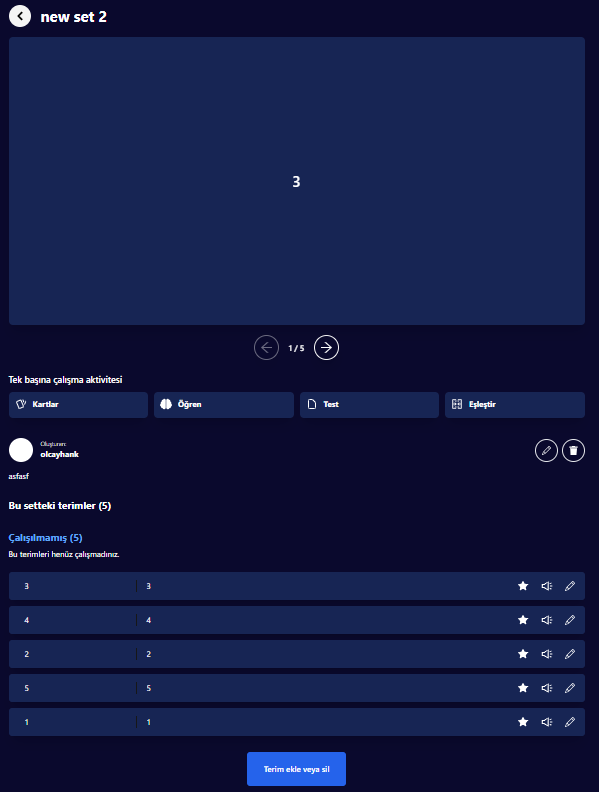 new set 2
3
1 / 5
Tek başına çalışma aktivitesi
Kartlar
Öğren
Test
Eşleştir
Oluşturan:
olcayhank
asfasf
Bu setteki terimler (5)
Çalışılmamış (5)
Bu terimleri henüz çalışmadınız.
3 3
4 4
2 2
5 5
1 1
Terim ekle veya sil